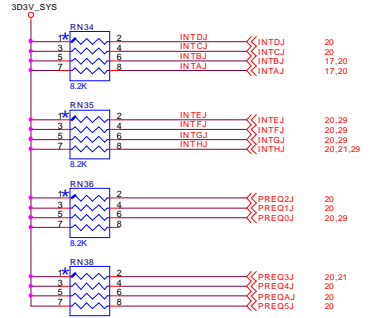 3D3V_SYS
RN34
1 * 2 INTDJ INTDJ 20
3 4 INTCJ INTCJ 20
5 6 INTBJ INTBJ 17,20
7 8 INTAJ INTAJ 17,20
8.2K
RN35
1 * 2 INTEJ INTEJ 20,29
3 4 INTFJ INTFJ 20,29
5 6 INTGJ INTGJ 20,29
7 8 INTHJ INTHJ 20,21,29
8.2K
RN36
1 * 2 PREQ2J 20
3 4 PREQ1J 20
5 6 PREQ0J 20,29
7 8
8.2K
RN38
1 * 2 PREQ3J 20,21
3 4 PREQ4J 20
5 6 PREQAJ 20
7 8 PREQ5J 20
8.2K